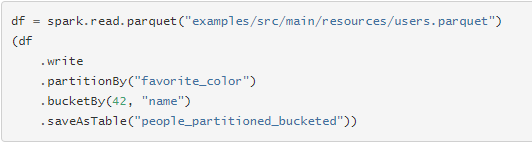 df = spark.read.parquet("examples/src/main/resources/users.parquet")
(df
    .write
    .partitionBy("favorite_color")
    .bucketBy(42, "name")
    .saveAsTable("people_partitioned_bucketed"))